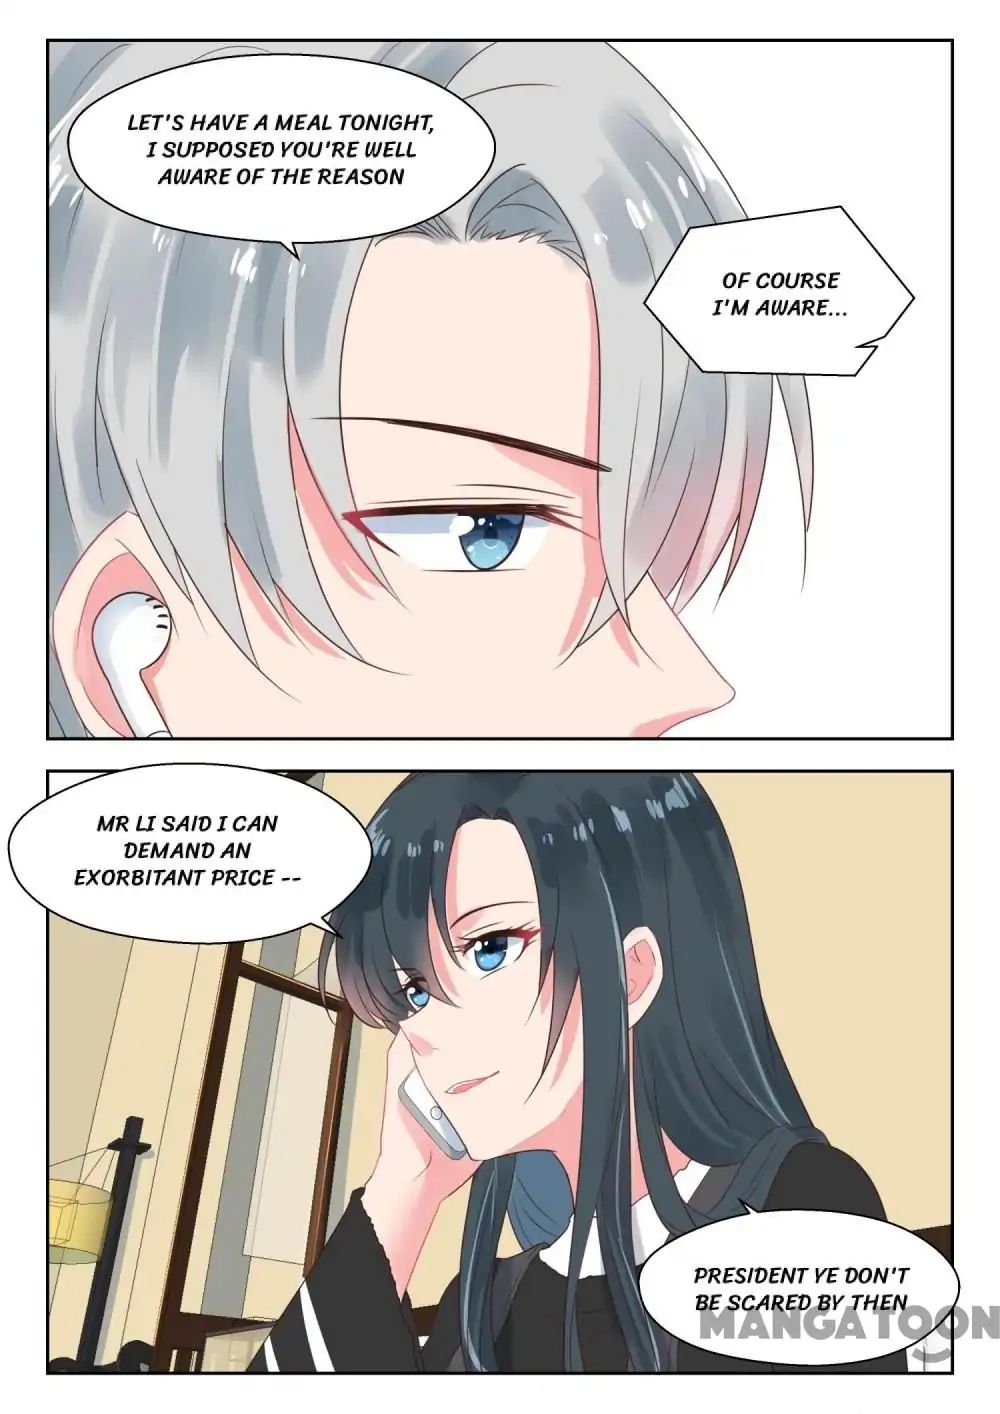 LET'S HAVE A MEAL TONIGHT,
I SUPPOSED YOU'RE WELL
AWARE OF THE REASON
OF COURSE
I'M AWARE...
MR LI SAID I CAN
DEMAND AN
EXORBITANT PRICE --
PRESIDENT YE DON'T
BE SCARED BY THEN
MANGATOON